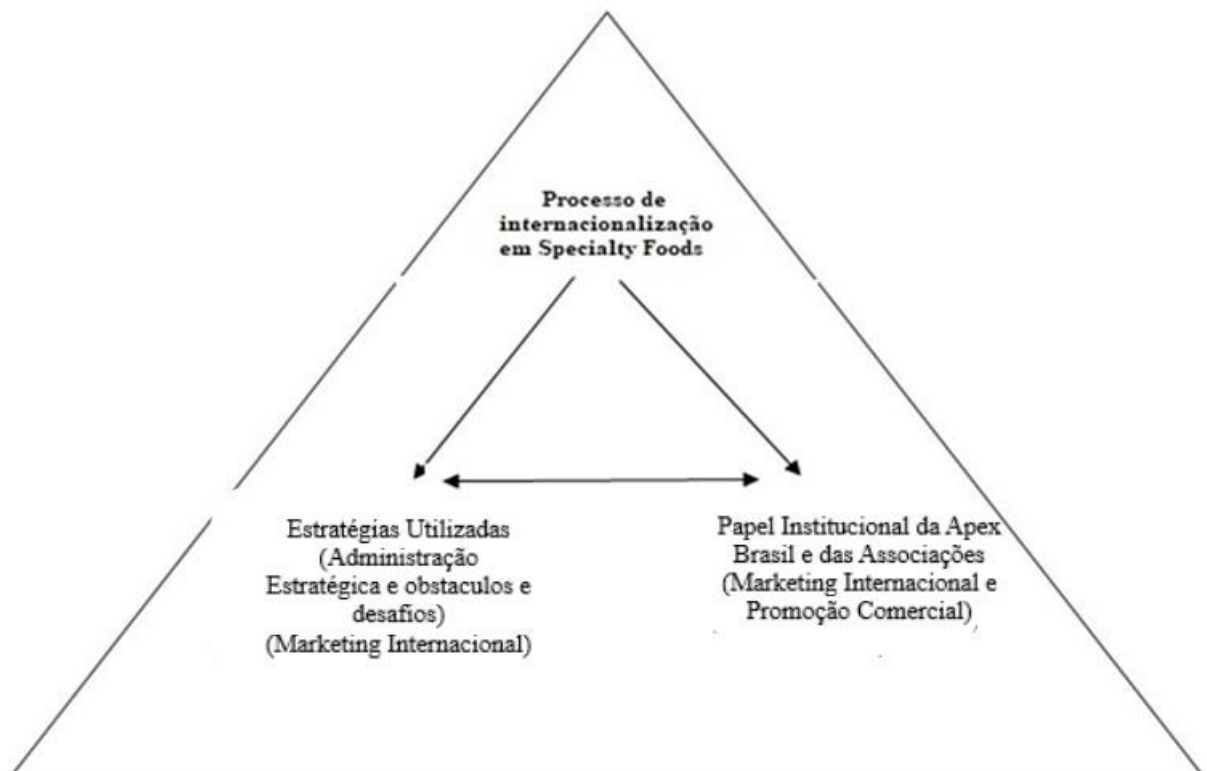 Processo de
internacionalização
em Specialty Foods
Estratégias Utilizadas
(Administração
Estratégica e obstaculos e
desafios)
(Marketing Internacional)
Papel Institucional da Apex
Brasil e das Associações
(Marketing Internacional e
Promoção Comercial)